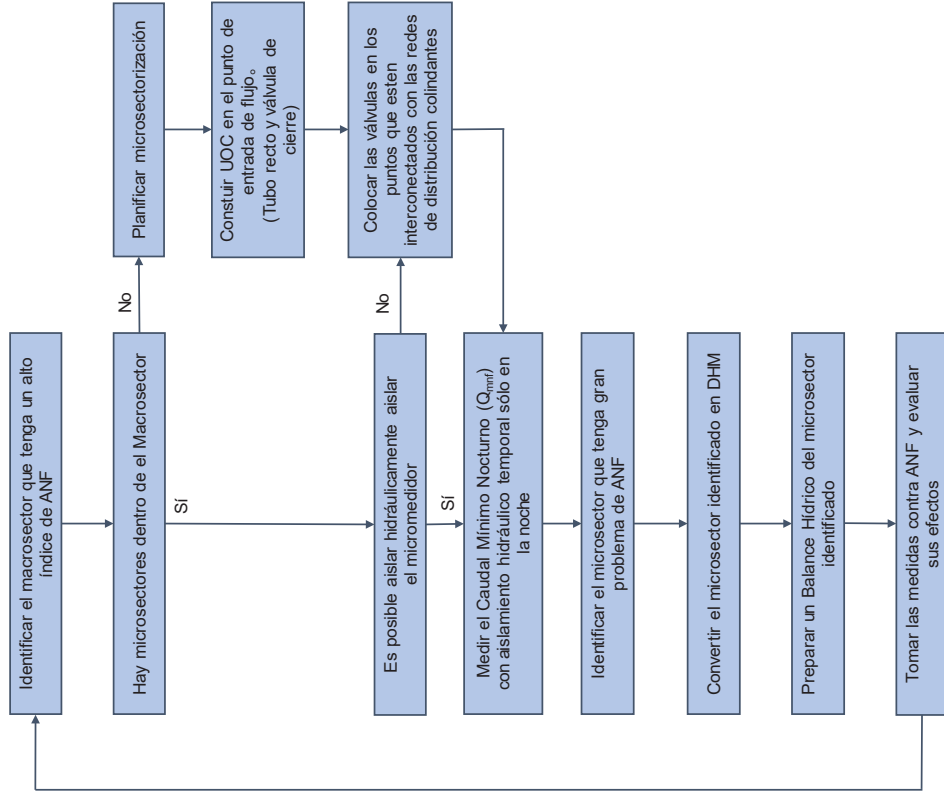 Identificar el macrosector que tenga un alto
índice de ANF
Hay microsectores dentro de el Macrosector
No
Planificar microsectorización
Constuir UOC en el punto de
entrada de flujo。
(Tubo recto y válvula de
cierre)
Sí
Es posible aislar hidráulicamente aislar
el micromedidor
No
Colocar las válvulas en los
puntos que esten
interconectados con las redes
de distribución colindantes
Sí
Medir el Caudal Mínimo Nocturno (Qmnf)
con aislamiento hidráulico temporal sólo en
la noche
Identificar el microsector que tenga gran
problema de ANF
Convertir el microsector identificado en DHM
Preparar un Balance Hídrico del microsector
identificado
Tomar las medidas contra ANF y evaluar
sus efectos